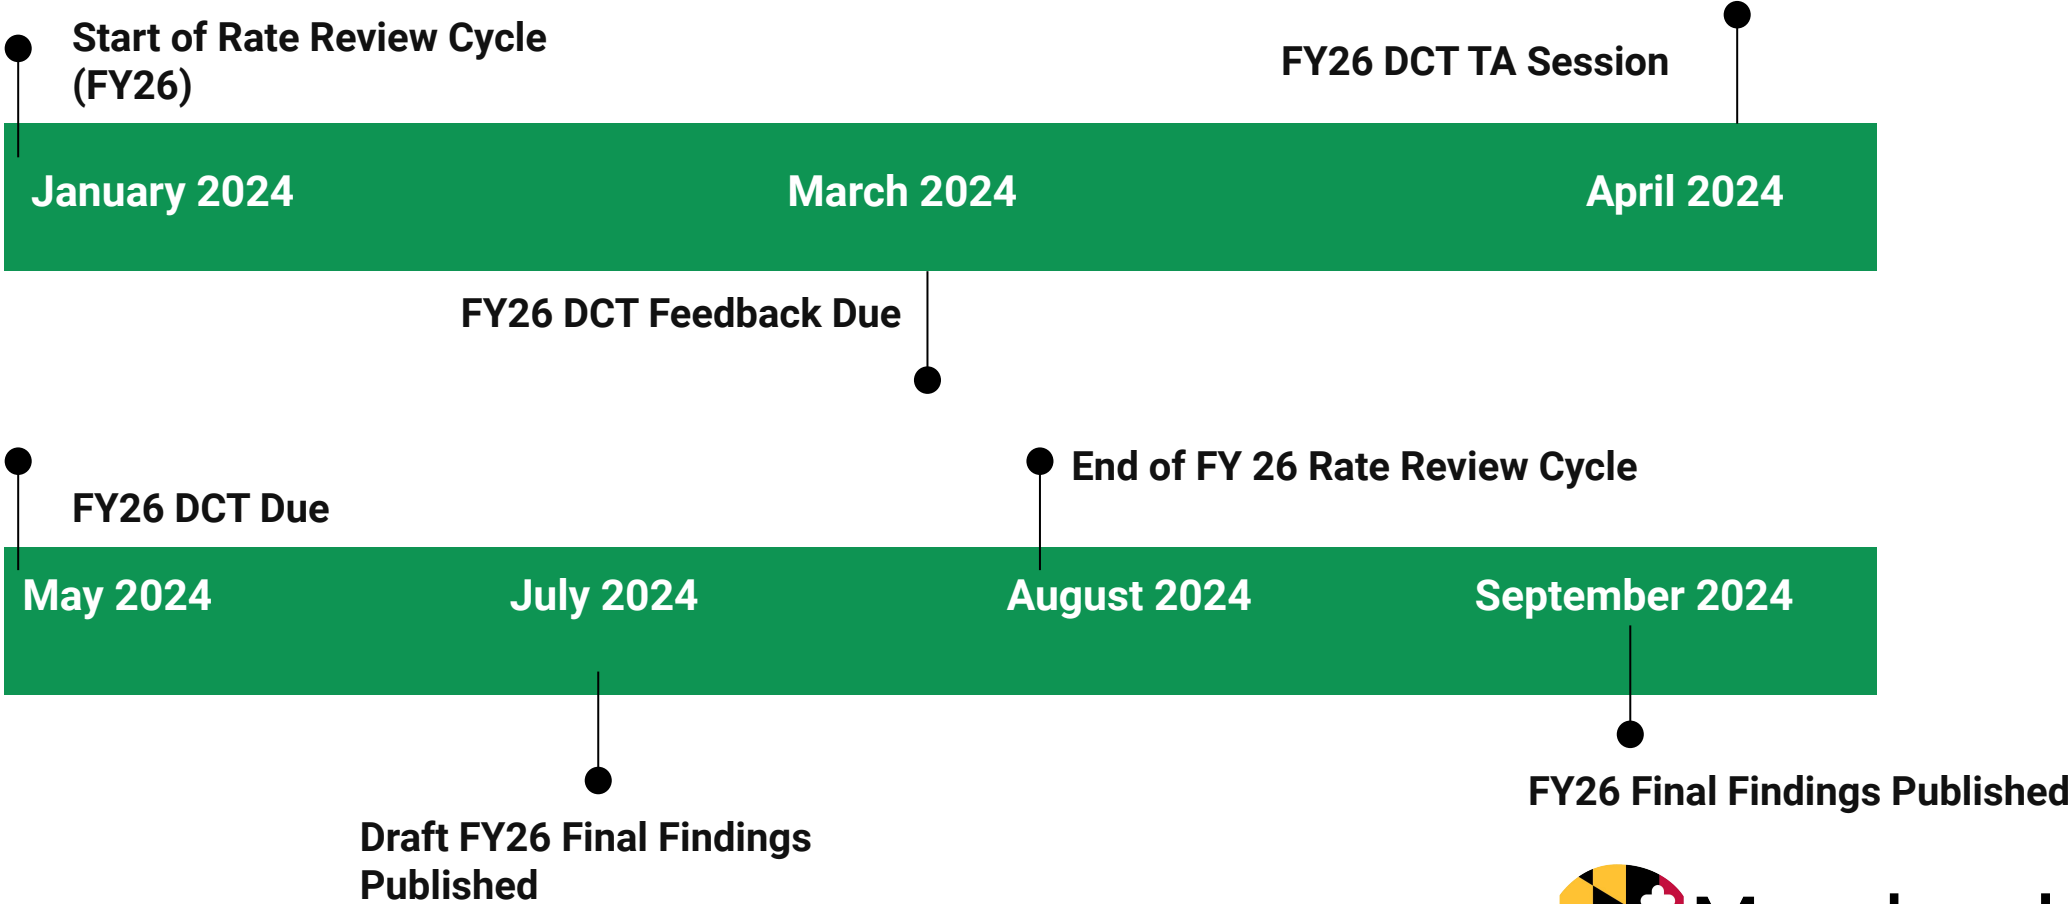 Start of Rate Review Cycle
(FY26)
FY26 DCT TA Session
January 2024
March 2024
April 2024
FY26 DCT Feedback Due
End of FY 26 Rate Review Cycle
FY26 DCT Due
May 2024
July 2024
August 2024
September 2024
FY26 Final Findings Published
Draft FY26 Final Findings
Published